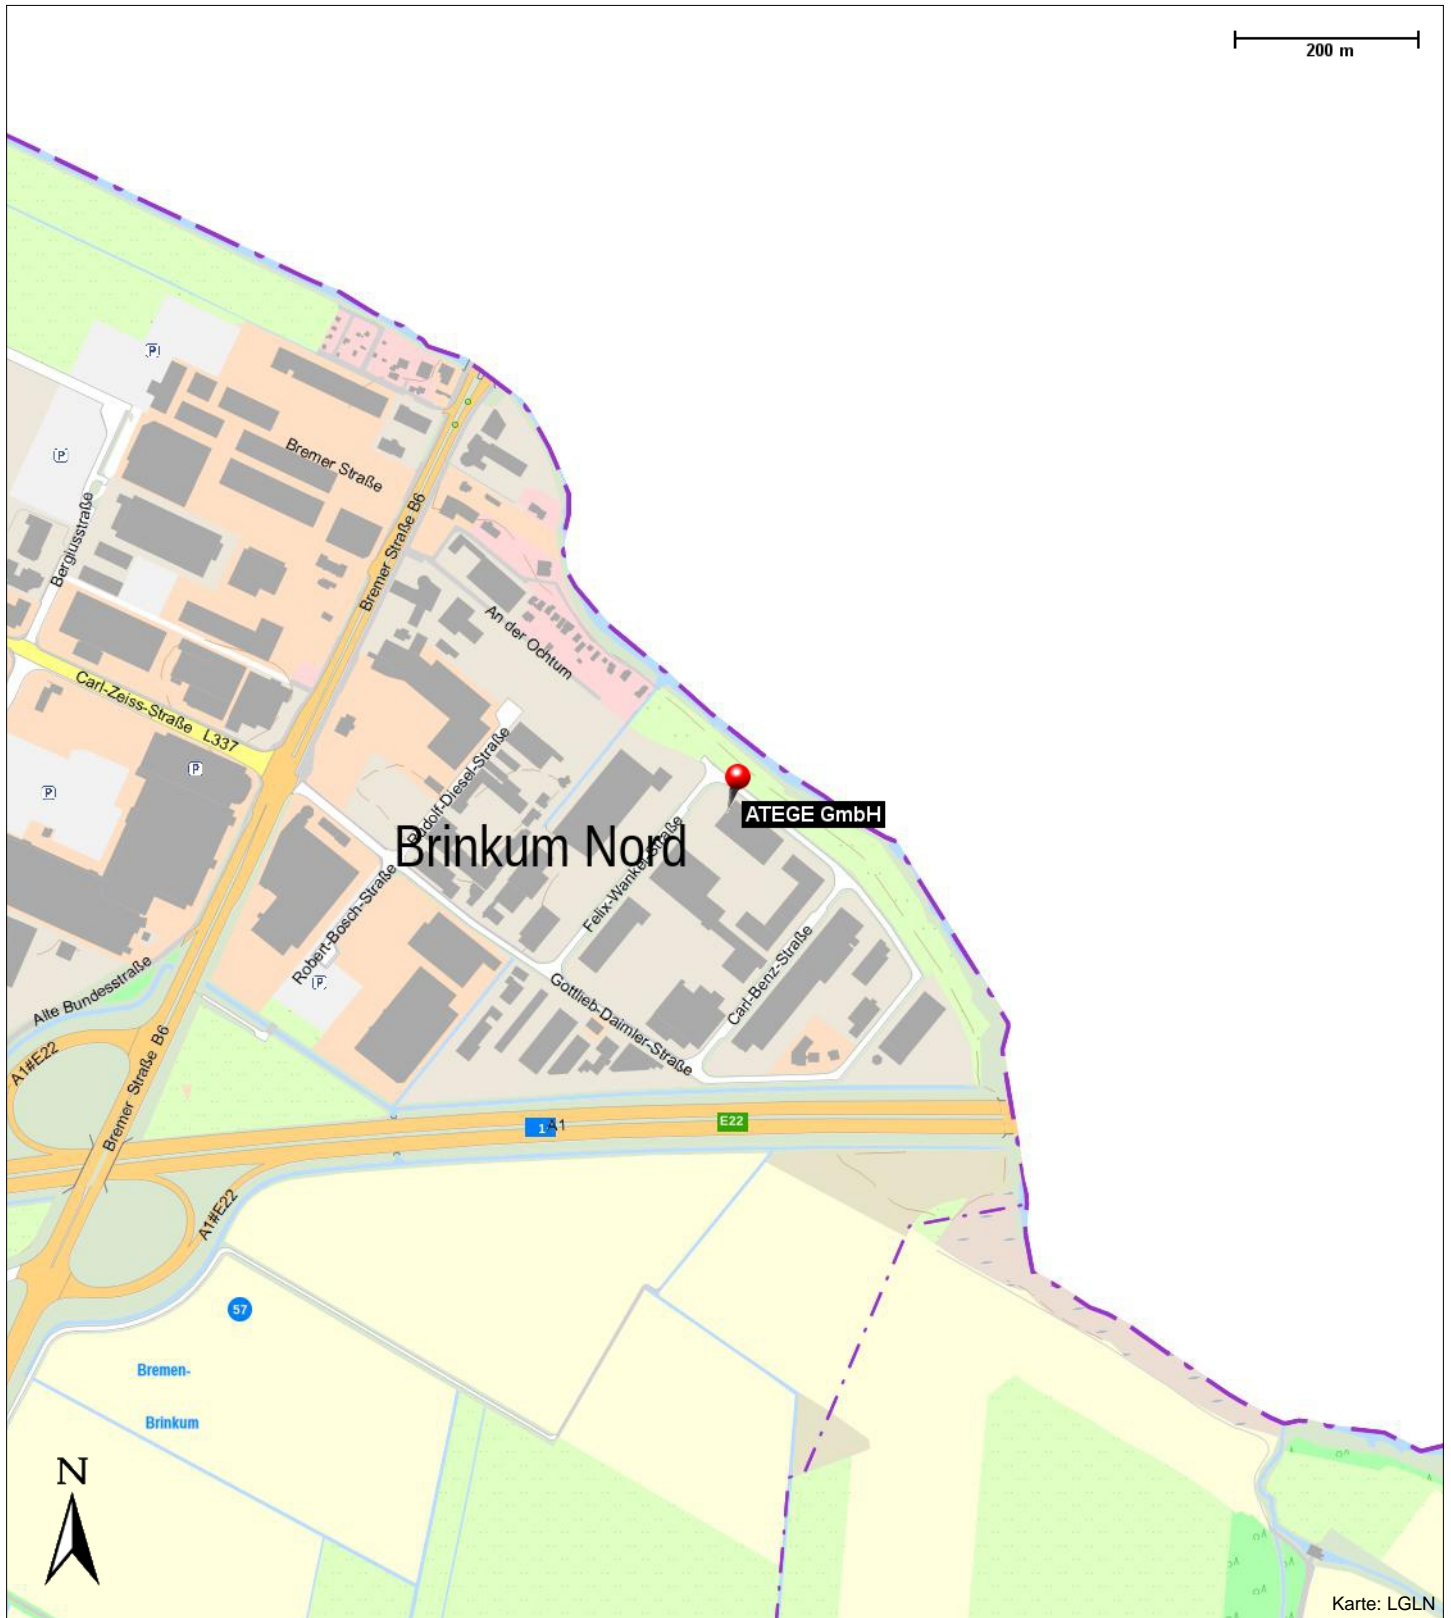 200 m
P
Bremer Straße
P
Bergiusstraße
Bremer Straße B6
An der Ochtum
Carl-Zeiss-Straße L337
P
P
Rudolf-Diesel-Straße
ATEGE GmbH
Brinkum Nord
Felix-Wankel-Straße
Robert-Bosch-Straße
P
Carl-Benz-Straße
Gottlieb-Daimler-Straße
Alte Bundesstraße
A1#E22
Bremer Straße B6
1 A1
E22
A1#E22
57
Bremen-
Brinkum
N
Karte: LGLN